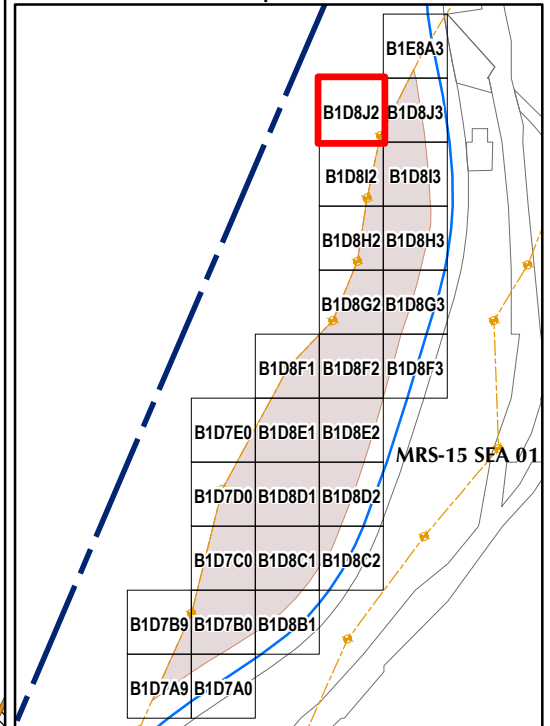 B1E8A3
B1D8J2 B1D8J3
B1D8I2 B1D8I3
B1D8H2 B1D8H3
B1D8G2 B1D8G3
B1D8F1 B1D8F2 B1D8F3
B1D7E0 B1D8E1 B1D8E2
MRS-15 SEA 01
B1D7D0 B1D8D1 B1D8D2
B1D7C0 B1D8C1 B1D8C2
B1D7B9 B1D7B0 B1D8B1
B1D7A9 B1D7A0